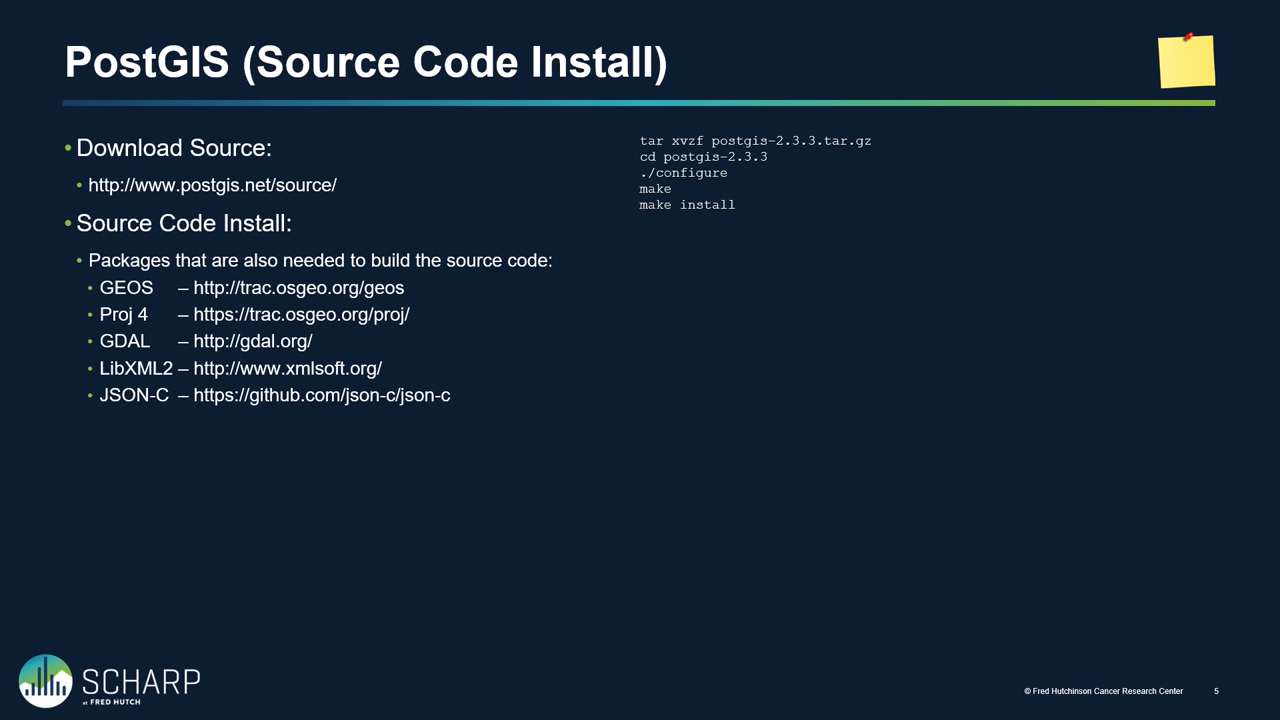 PostGIS (Source Code Install)
• Download Source:
• http://www.postgis.net/source/
• Source Code Install:
• Packages that are also needed to build the source code:
• GEOS – http://trac.osgeo.org/geos
• Proj 4 – https://trac.osgeo.org/proj/
• GDAL – http://gdal.org/
• LibXML2 – http://www.xmlsoft.org/
• JSON-C – https://github.com/json-c/json-c
tar xvzf postgis-2.3.3.tar.gz
cd postgis-2.3.3
./configure
make
make install
SCHARP
at FRED HUTCH
© Fred Hutchinson Cancer Research Center
5